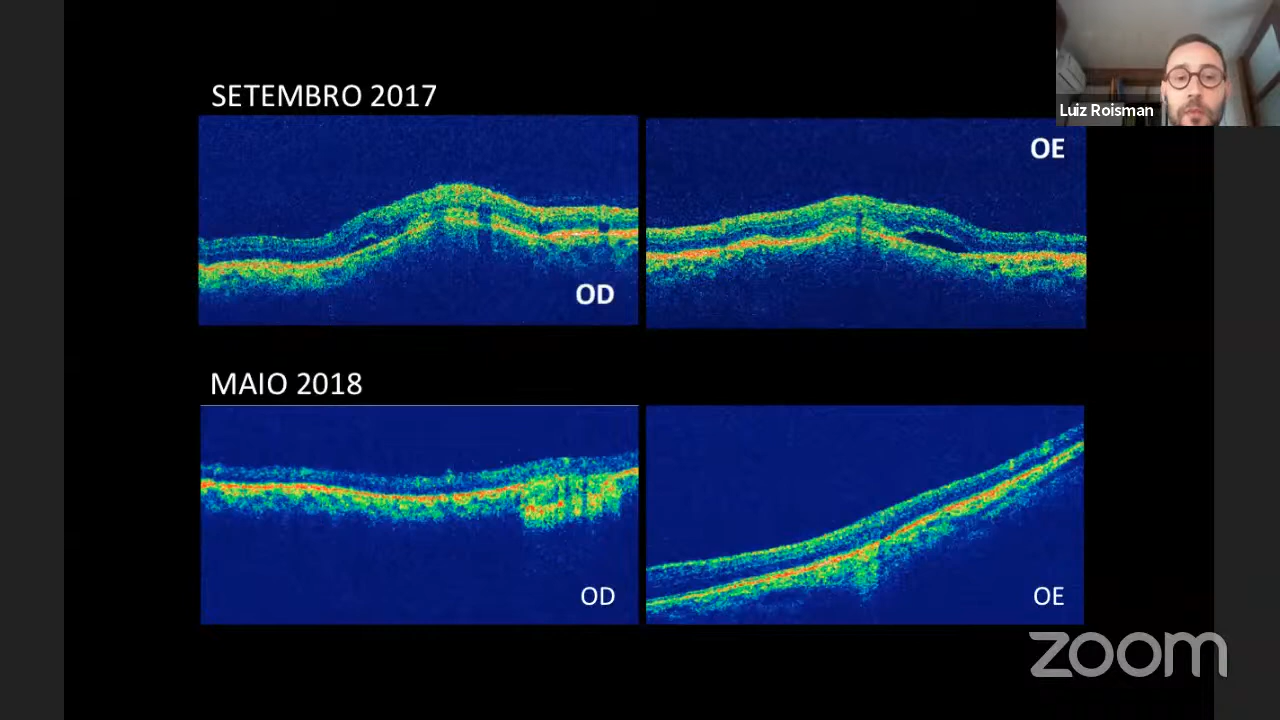 SETEMBRO 2017
Luiz Roisman
OE
OD
MAIO 2018
OD
OE
zoom